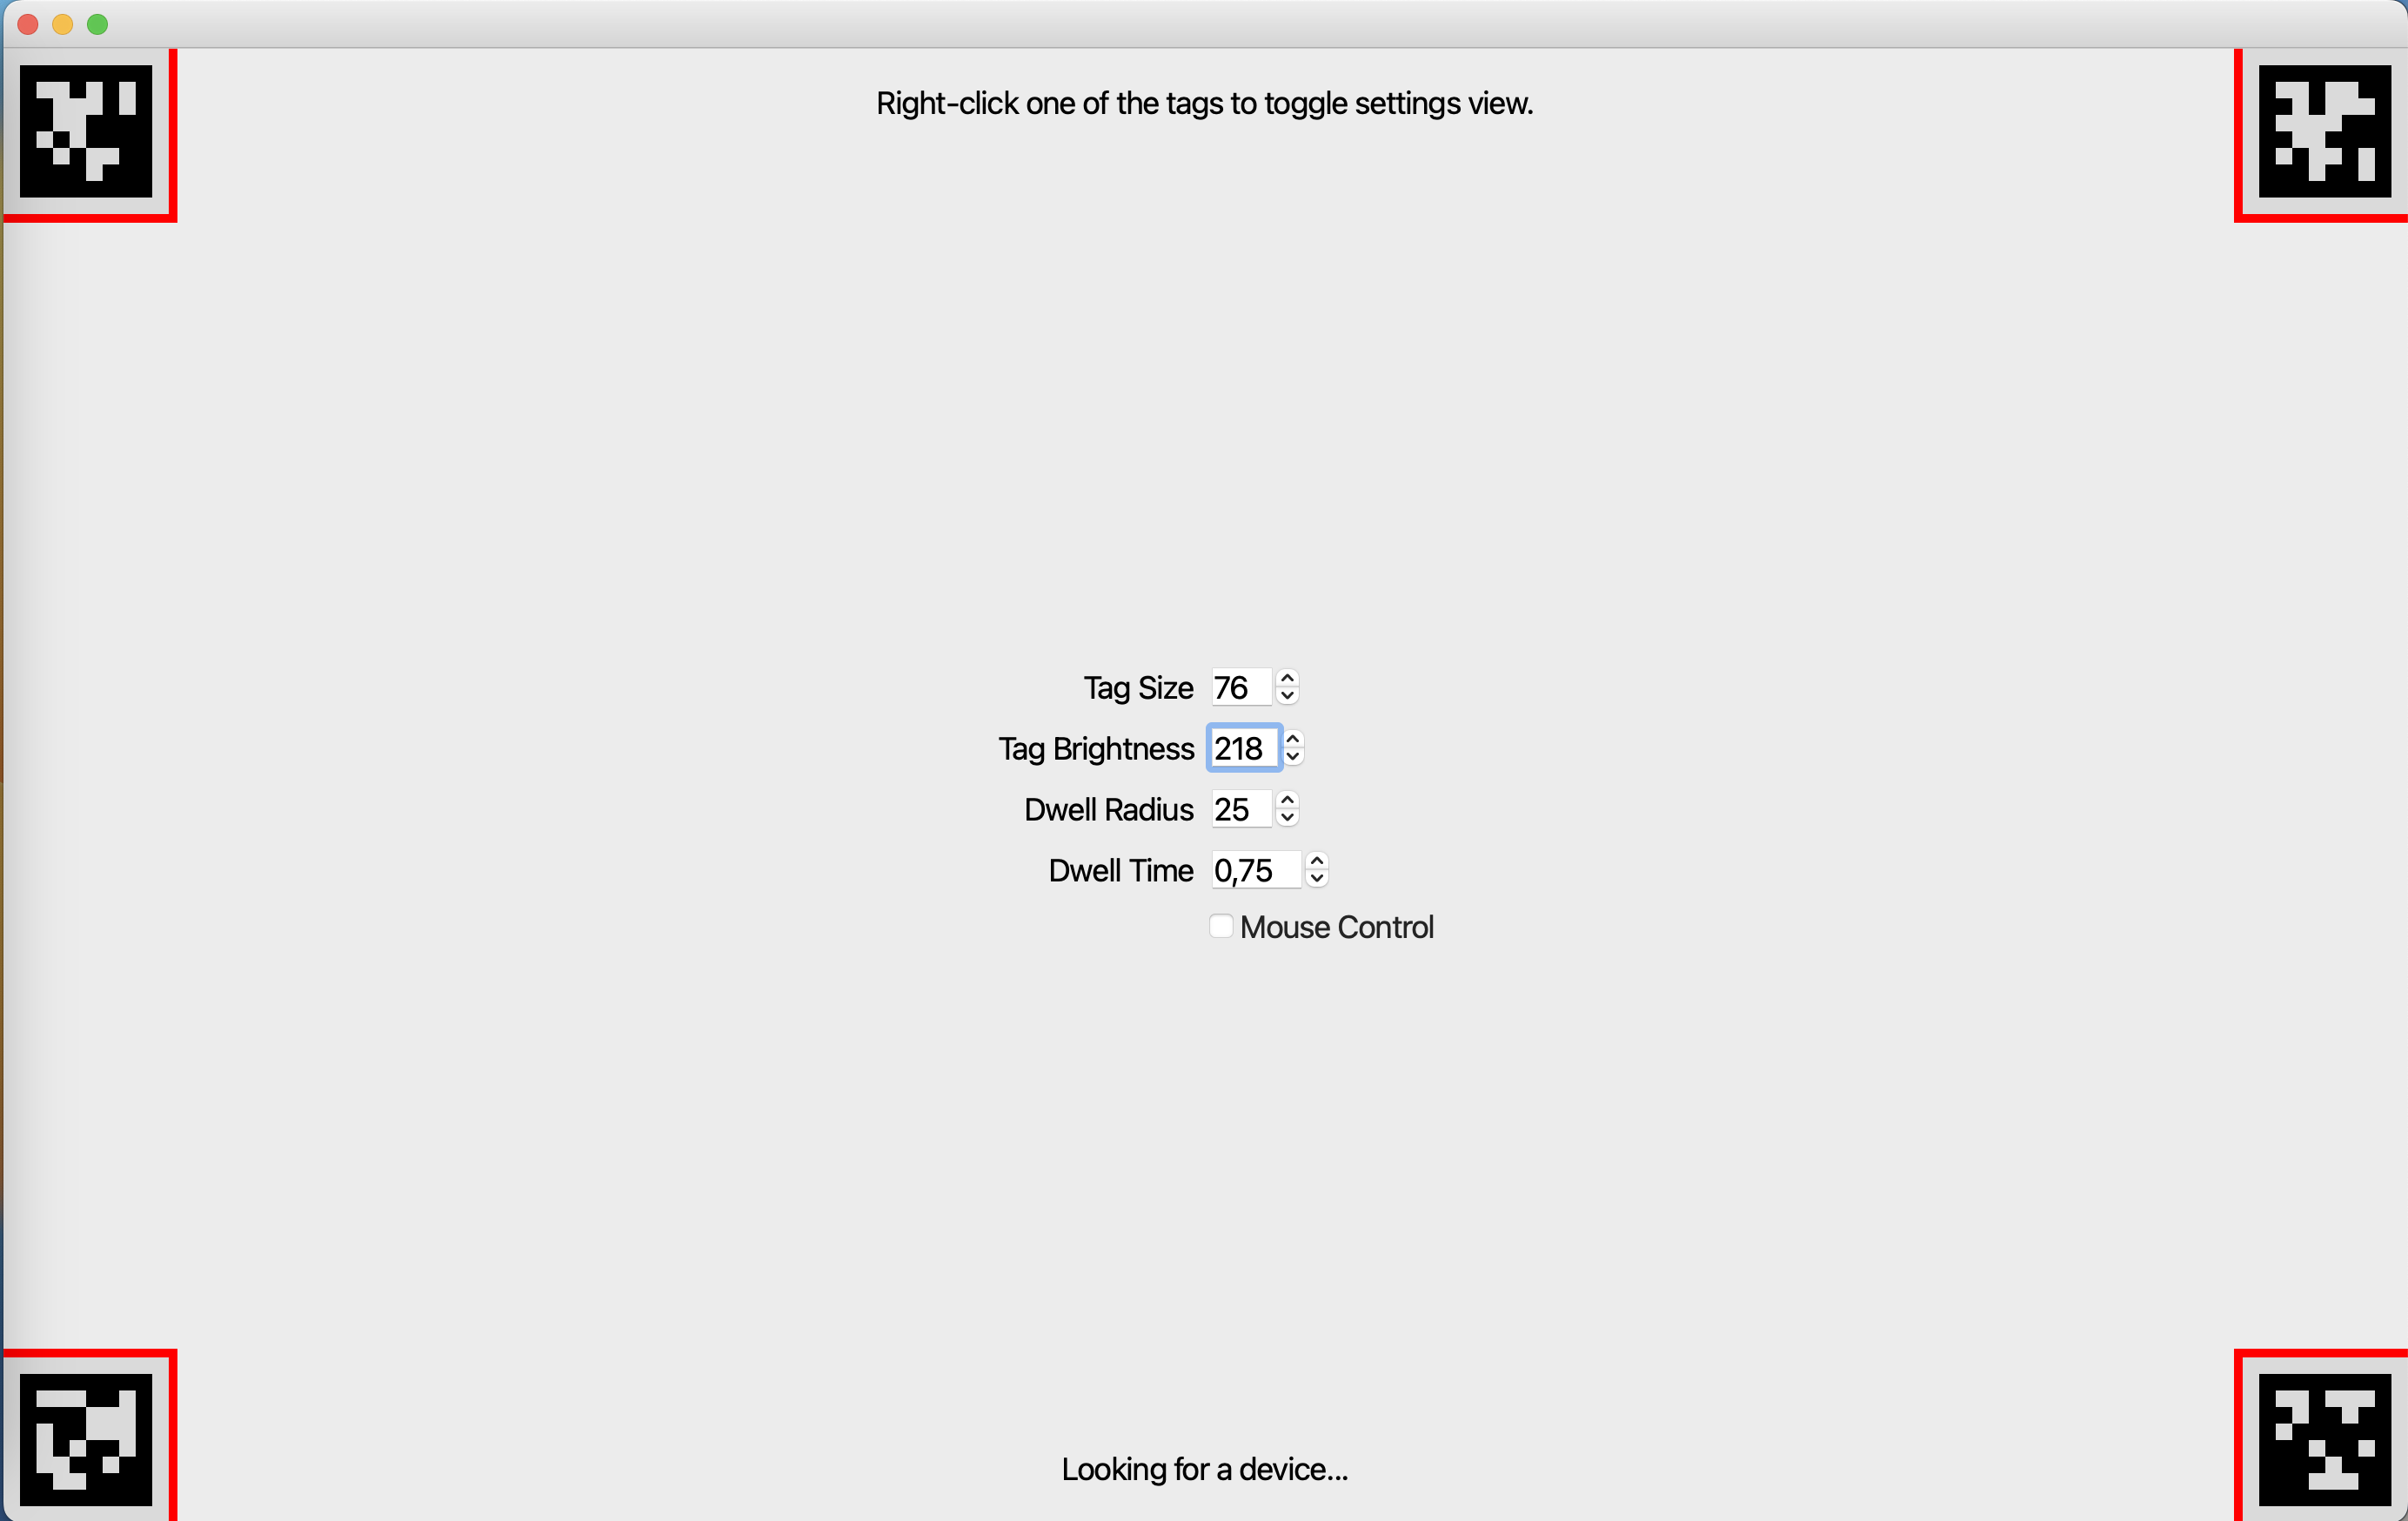 Right-click one of the tags to toggle settings view.
Tag Size 76
Tag Brightness 218
Dwell Radius 25
Dwell Time 0,75
Mouse Control
Looking for a device...